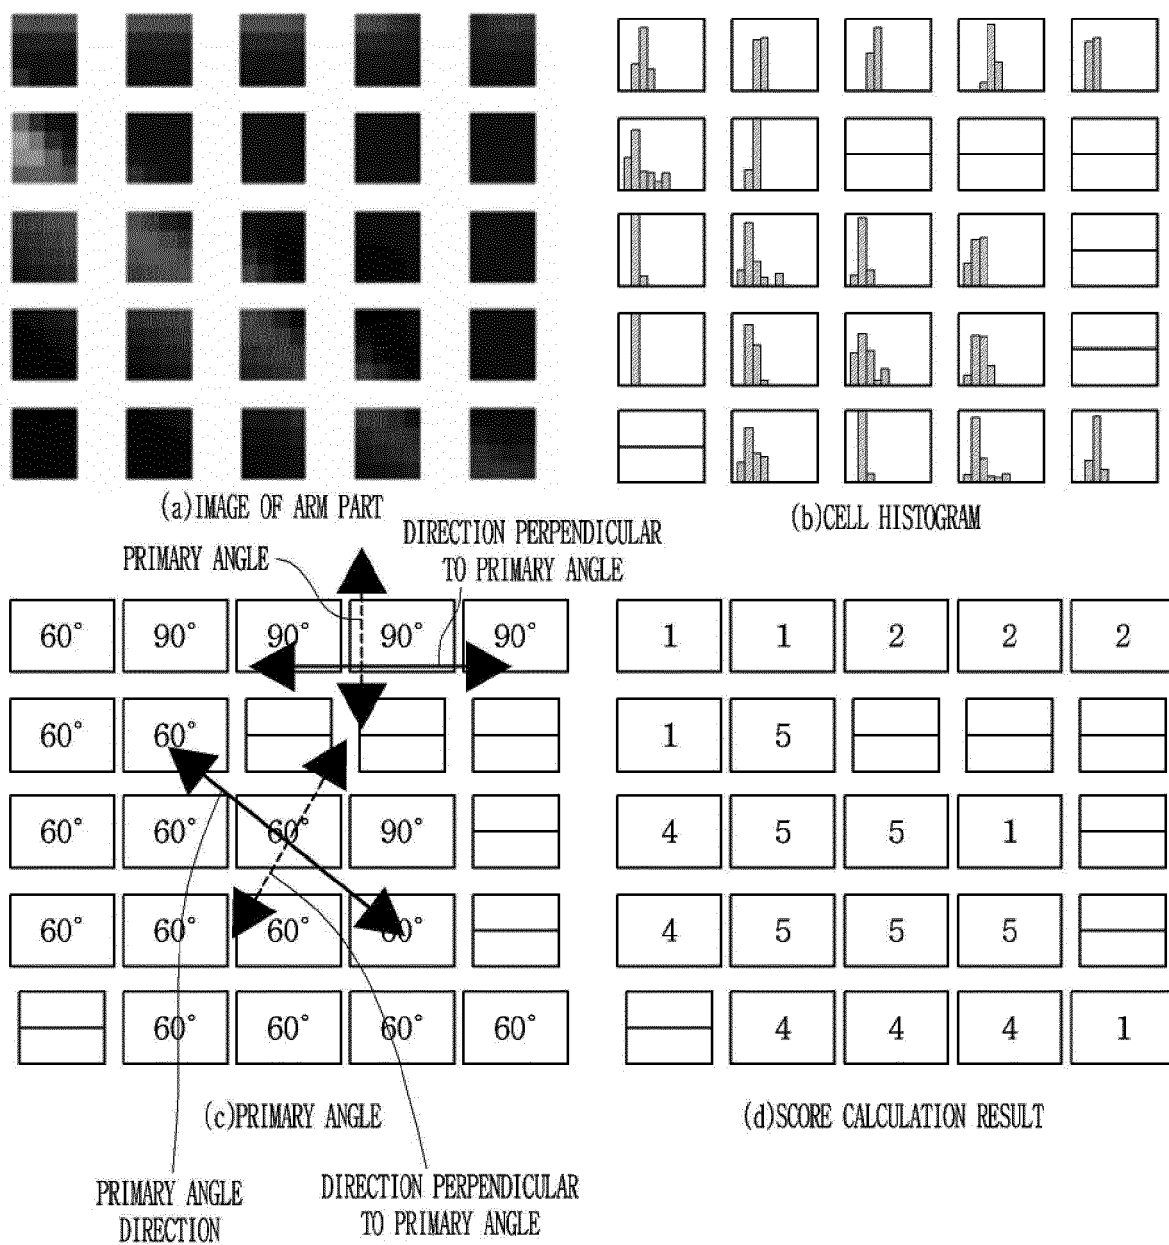 (a)IMAGE OF ARM PART
(b)CELL HISTOGRAM
PRIMARY ANGLE
DIRECTION PERPENDICULAR
TO PRIMARY ANGLE
60° 90° 90° 90° 90°
60° 60°
60° 60° 60° 90°
60° 60° 60° 60°
60° 60° 60° 60°
(c)PRIMARY ANGLE
PRIMARY ANGLE
DIRECTION
DIRECTION PERPENDICULAR
TO PRIMARY ANGLE
1 1 2 2 2
1 5
4 5 5 1
4 5 5 5
4 4 4 1
(d)SCORE CALCULATION RESULT